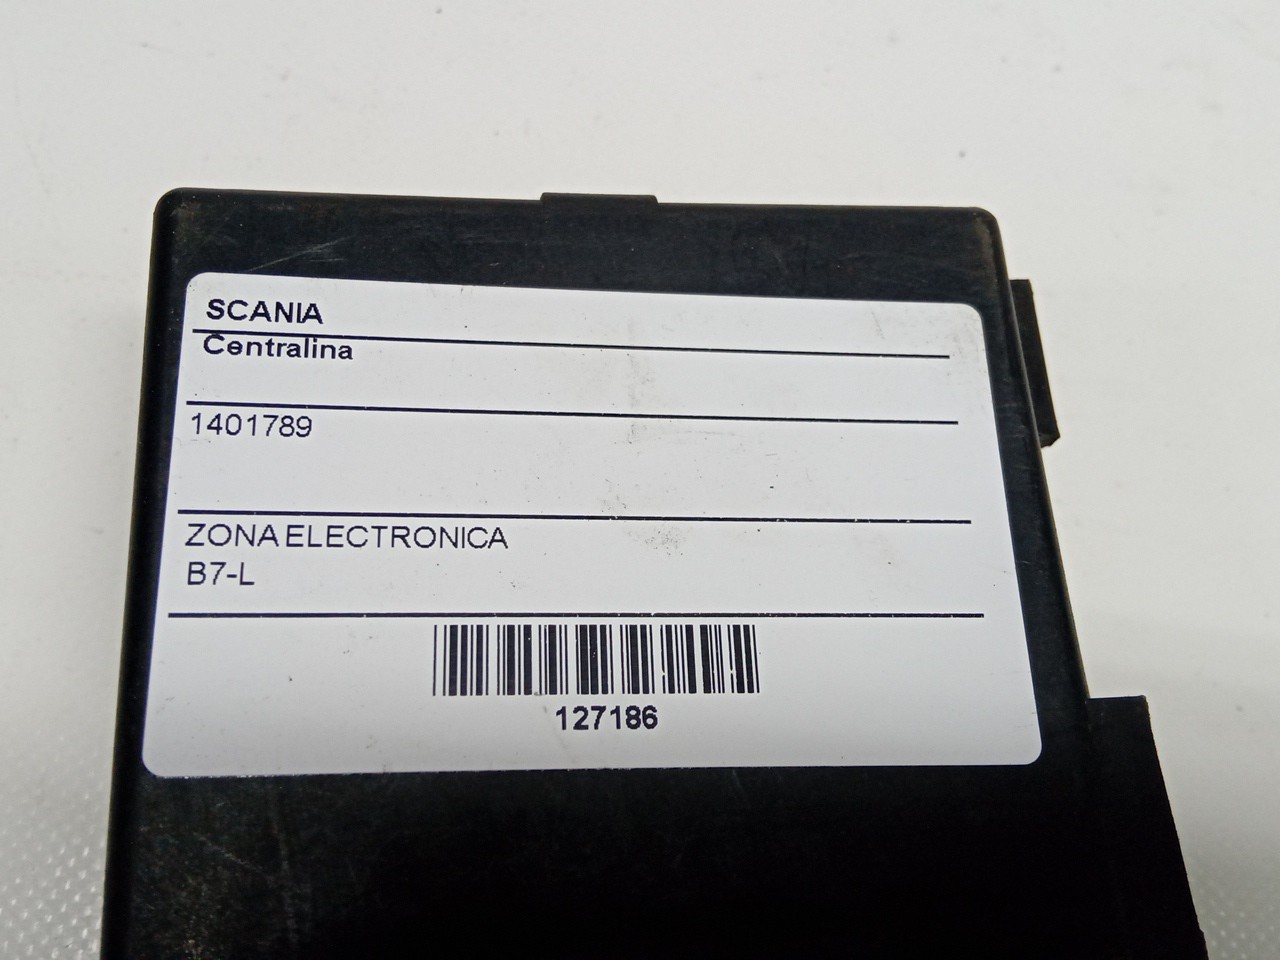 SCANIA
Centralina
1401789
ZONA ELECTRONICA
B7-L
127186